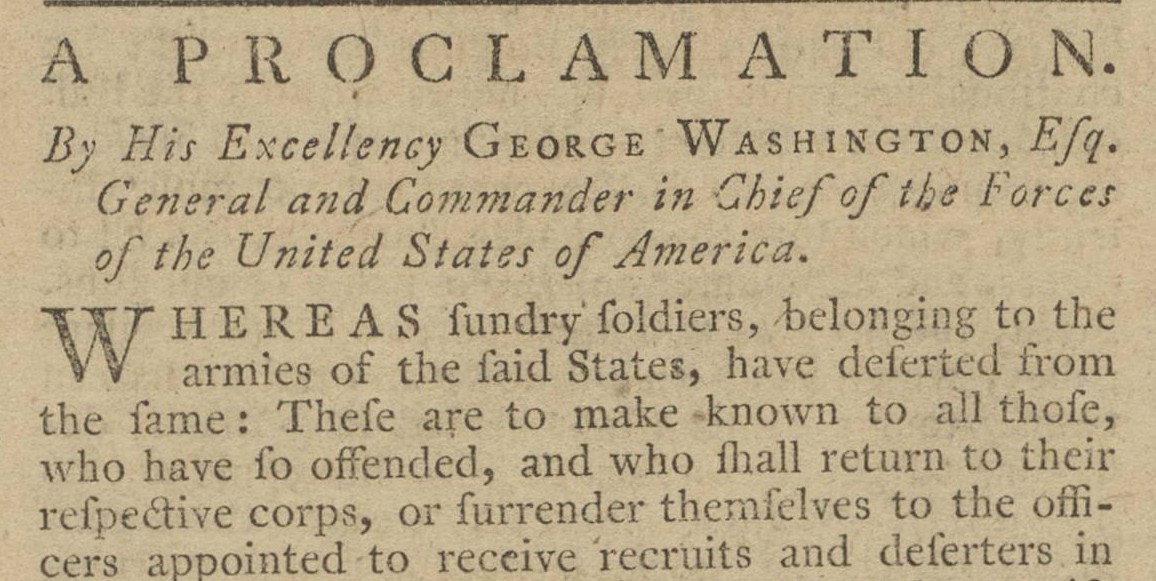 A PROCLAMATION.
By His Excellency GEORGE WASHINGTON, Eſq.
General and Commander in Chief of the Forces
of the United States of America.
WHEREAS ſundry ſoldiers, belonging to the
armies of the ſaid States, have deſerted from
the ſame: Theſe are to make known to all thoſe,
who have ſo offended, and who ſhall return to their
reſpective corps, or ſurrender themſelves to the offi-
cers appointed to receive recruits and deſerters in